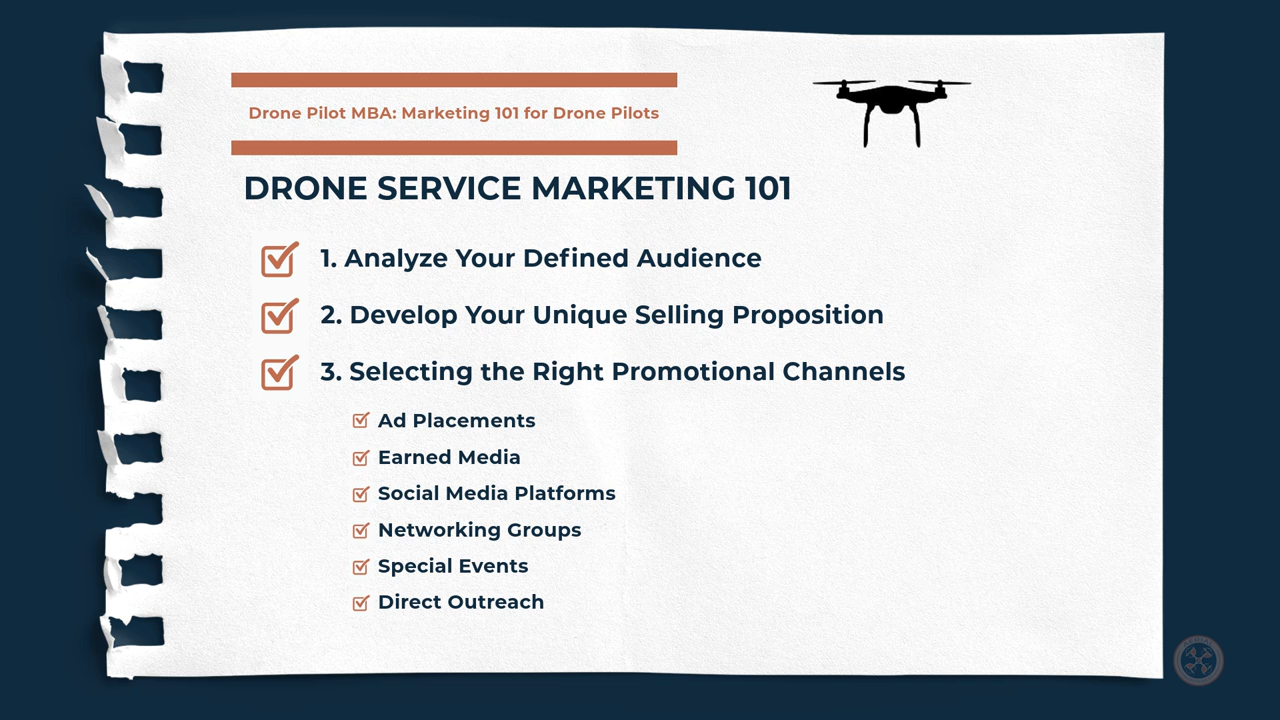 Drone Pilot MBA: Marketing 101 for Drone Pilots
DRONE SERVICE MARKETING 101
1. Analyze Your Defined Audience
2. Develop Your Unique Selling Proposition
3. Selecting the Right Promotional Channels
Ad Placements
Earned Media
Social Media Platforms
Networking Groups
Special Events
Direct Outreach